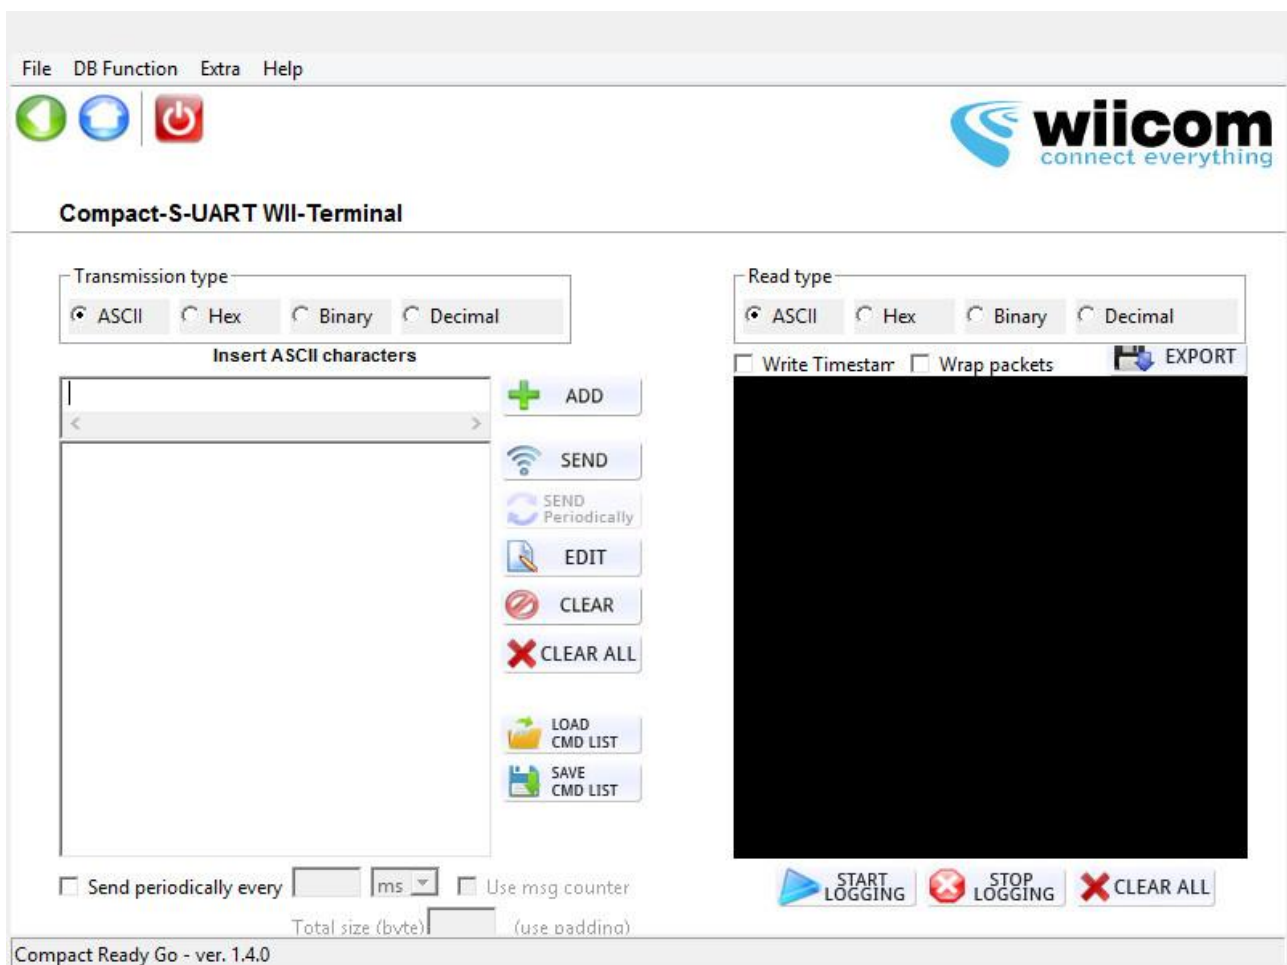 File DB Function Extra Help
wiicom
connect everything
Compact-S-UART WII-Terminal
Transmission type
ASCII Hex Binary Decimal
Insert ASCII characters
ADD
SEND
SEND
Periodically
EDIT
CLEAR
CLEAR ALL
LOAD
CMD LIST
SAVE
CMD LIST
Send periodically every ms Use msg counter
Total size (byte) (use padding)
Read type
ASCII Hex Binary Decimal
Write Timestam Wrap packets EXPORT
START
LOGGING
STOP
LOGGING
CLEAR ALL
Compact Ready Go - ver. 1.4.0